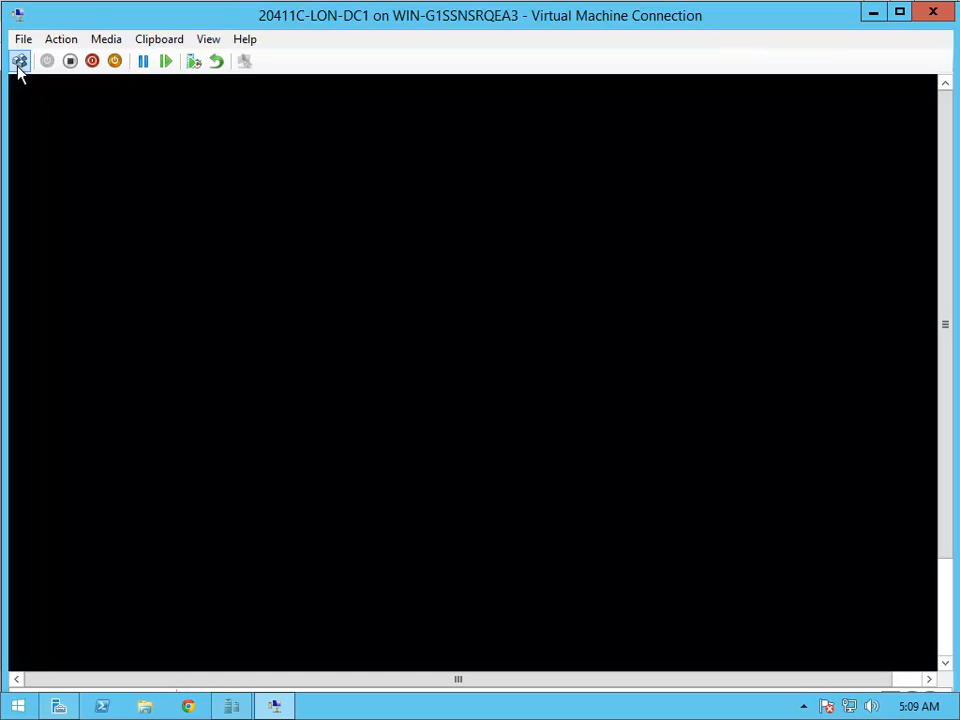 20411C-LON-DC1 on WIN-G1SSNSRQEA3 - Virtual Machine Connection
File Action Media Clipboard View Help
5:09 AM